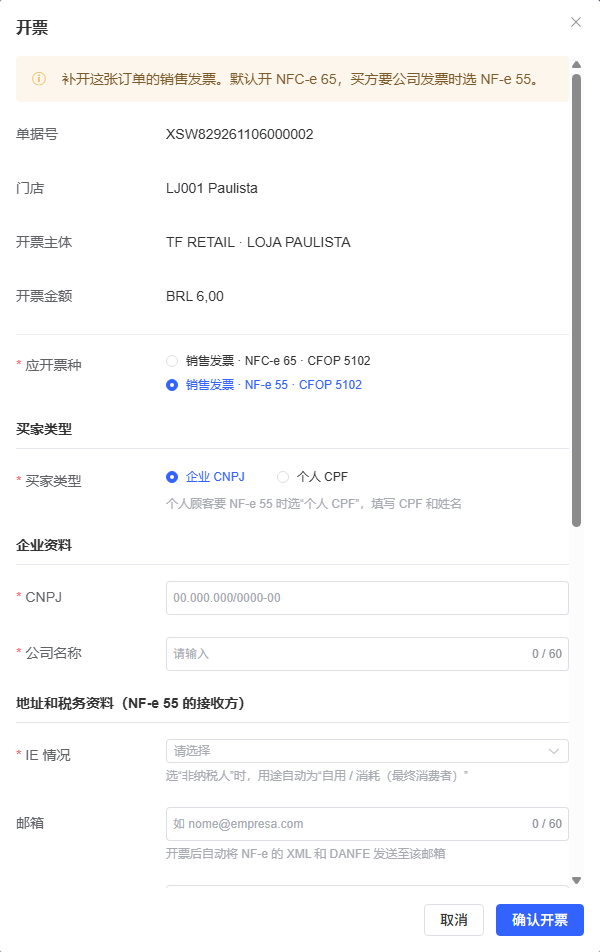 开票
补开这张订单的销售发票。默认开 NFC-e 65，买方要公司发票时选 NF-e 55。
单据号 XSW829261106000002
门店 LJ001 Paulista
开票主体 TF RETAIL · LOJA PAULISTA
开票金额 BRL 6,00
* 应开票种 销售发票 · NFC-e 65 · CFOP 5102
销售发票 · NF-e 55 · CFOP 5102
买家类型
* 买家类型 企业 CNPJ 个人 CPF
个人顾客要 NF-e 55 时选“个人 CPF”，填写 CPF 和姓名
企业资料
* CNPJ 00.000.000/0000-00
* 公司名称 请输入 0 / 60
地址和税务资料（NF-e 55 的接收方）
* IE 情况 请选择
选“非纳税人”时，用途自动为“自用 / 消耗（最终消费者）”
邮箱 如 nome@empresa.com 0 / 60
开票后自动将 NF-e 的 XML 和 DANFE 发送至该邮箱
取消 确认开票